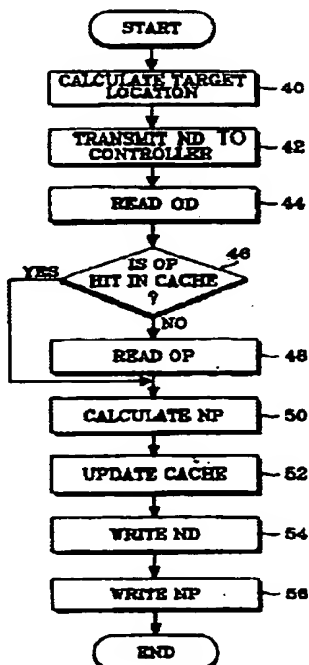 START
CALCULATE TARGET
LOCATION
40
TRANSMIT ND TO
CONTROLLER
42
READ OD
44
46
IS OP
HIT IN CACHE
?
YES
NO
READ OP
48
CALCULATE NP
50
UPDATE CACHE
52
WRITE ND
54
WRITE NP
56
END